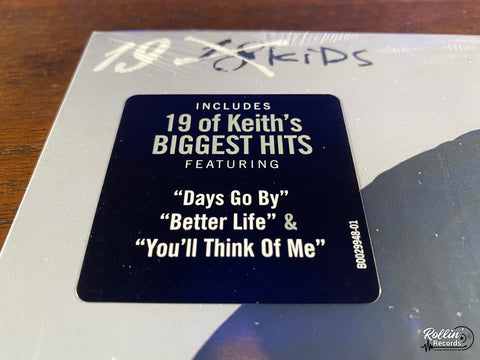 19 18 KiDS
INCLUDES
19 of Keith's
BIGGEST HITS
FEATURING
"Days Go By"
"Better Life" &
"You'll Think Of Me"
B0029948-01
Rollin'
Records